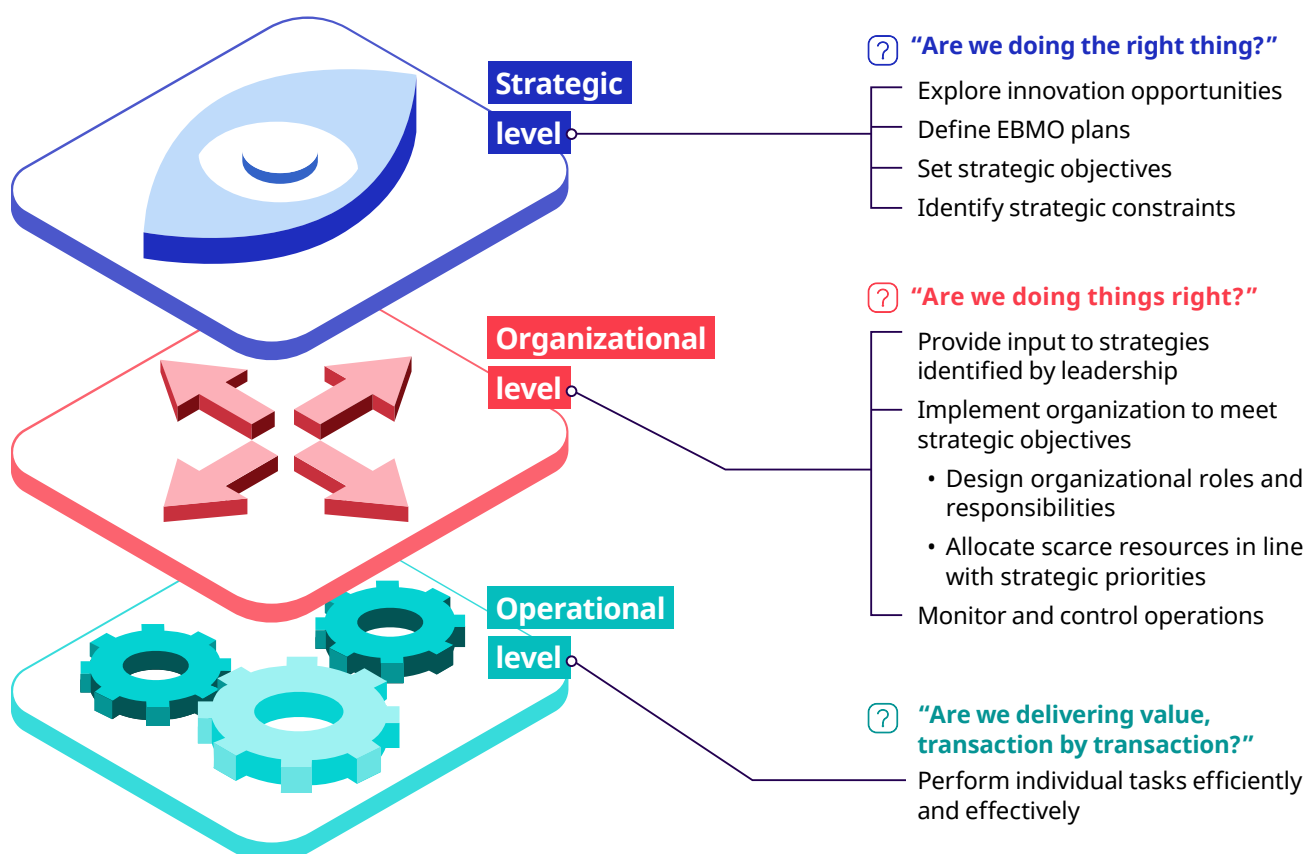 Strategic
level
? “Are we doing the right thing?”
Explore innovation opportunities
Define EBMO plans
Set strategic objectives
Identify strategic constraints
Organizational
level
? “Are we doing things right?”
Provide input to strategies
identified by leadership
Implement organization to meet
strategic objectives
• Design organizational roles and
responsibilities
• Allocate scarce resources in line
with strategic priorities
Monitor and control operations
Operational
level
? “Are we delivering value,
transaction by transaction?”
Perform individual tasks efficiently
and effectively